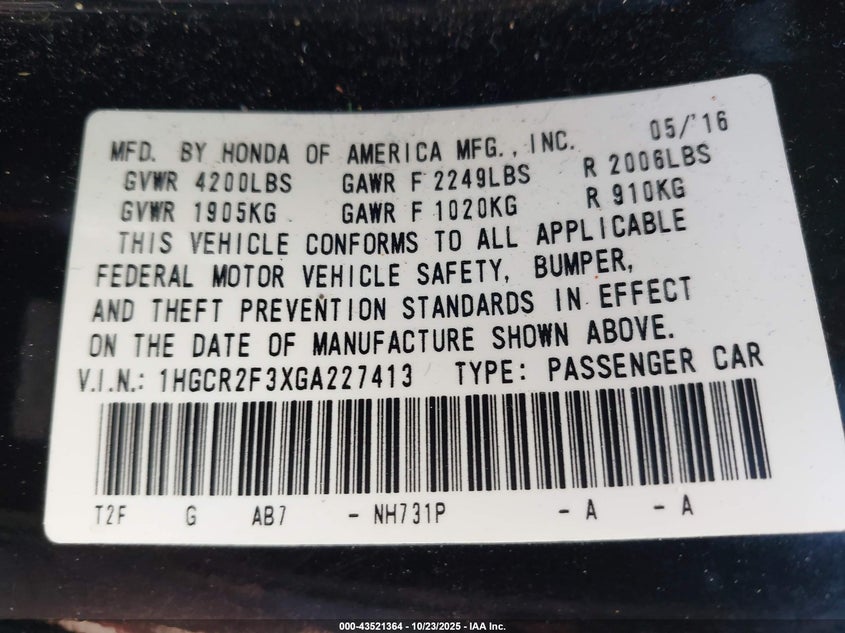 MFD. BY HONDA OF AMERICA MFG., INC. 05/'16
GVWR 4200LBS GAWR F 2249LBS R 2006LBS
GVWR 1905KG GAWR F 1020KG R 910KG
THIS VEHICLE CONFORMS TO ALL APPLICABLE
FEDERAL MOTOR VEHICLE SAFETY, BUMPER,
AND THEFT PREVENTION STANDARDS IN EFFECT
ON THE DATE OF MANUFACTURE SHOWN ABOVE.
V.I.N.: 1HGCR2F3XGA227413 TYPE: PASSENGER CAR
T2F G AB7 - NH731P - A - A
000-43521364 | 10/23/2025 - IAA Inc.